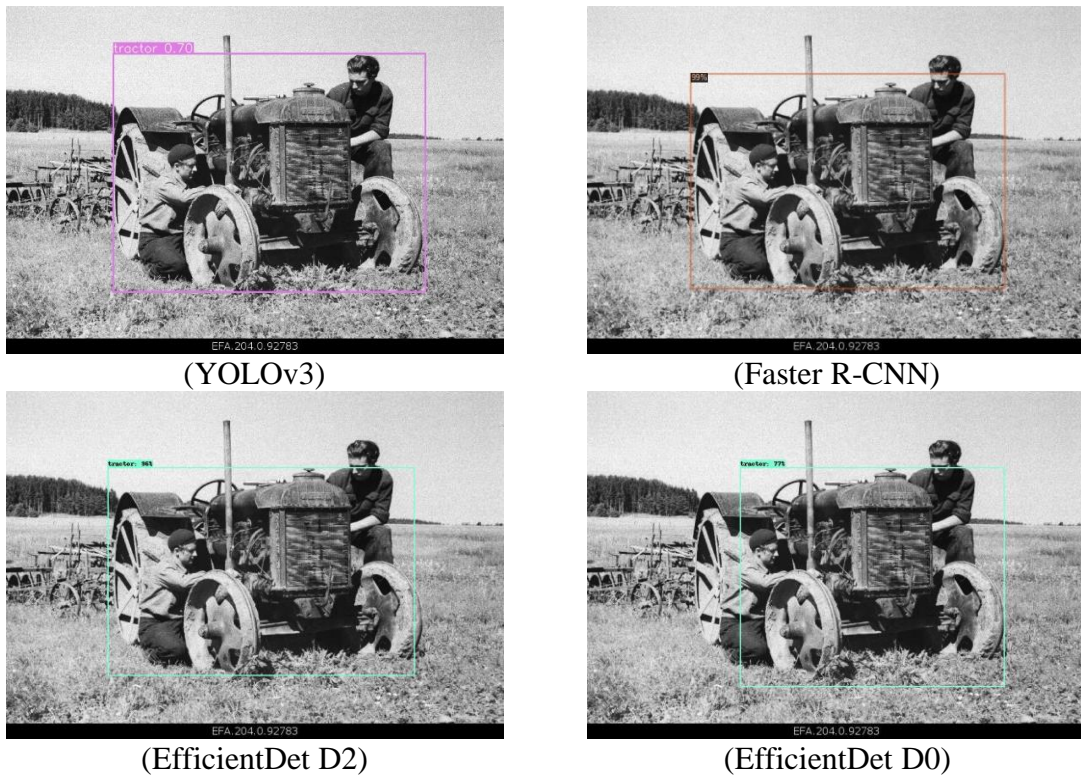 tractor 0.70
99%
EFA.204.0.92783
EFA.204.0.92783
(YOLOv3)
(Faster R-CNN)
tractor: 96%
tractor: 77%
EFA.204.0.92783
EFA.204.0.92783
(EfficientDet D2)
(EfficientDet D0)